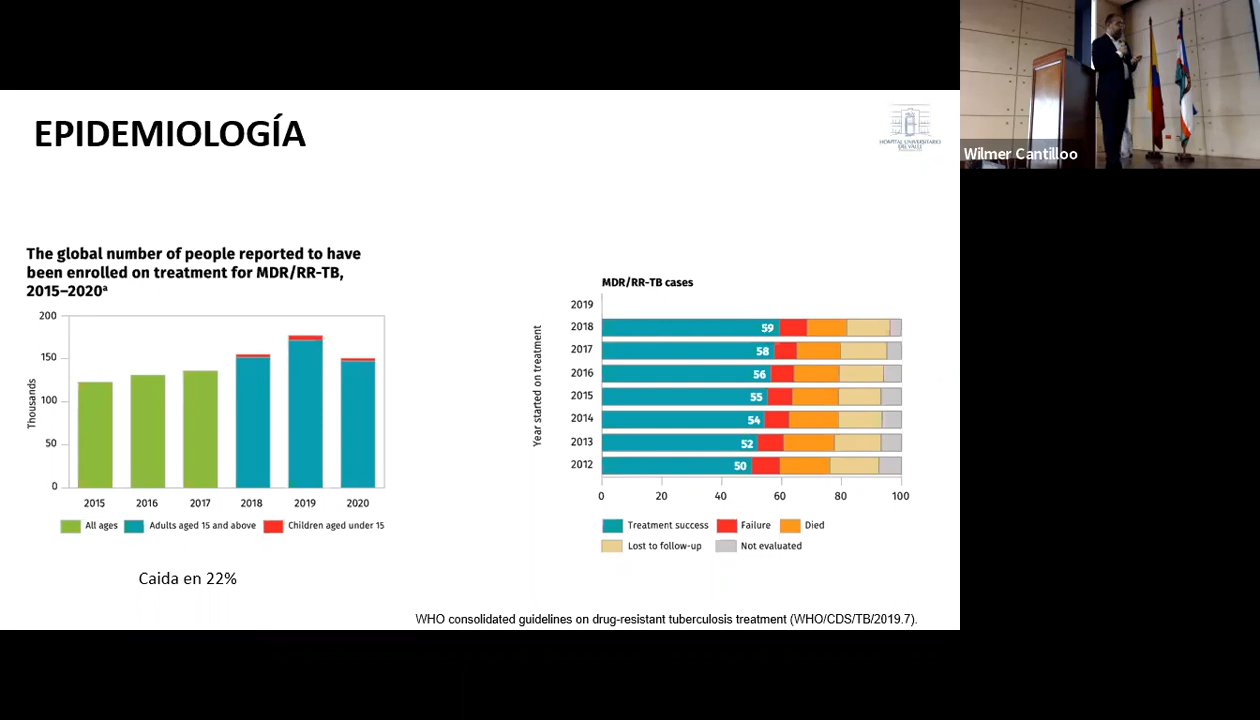 EPIDEMIOLOGÍA
HOSPITAL UNIVERSITARIO
DEL VALLE
Wilmer Cantilloo
The global number of people reported to have
been enrolled on treatment for MDR/RR-TB,
2015–2020ª
Thousands
200
150
100
50
0
2015 2016 2017 2018 2019 2020
All ages Adults aged 15 and above Children aged under 15
Caida en 22%
MDR/RR-TB cases
Year started on treatment
2019
2018 59
2017 58
2016 56
2015 55
2014 54
2013 52
2012 50
0 20 40 60 80 100
Treatment success Failure Died
Lost to follow-up Not evaluated
WHO consolidated guidelines on drug-resistant tuberculosis treatment (WHO/CDS/TB/2019.7).